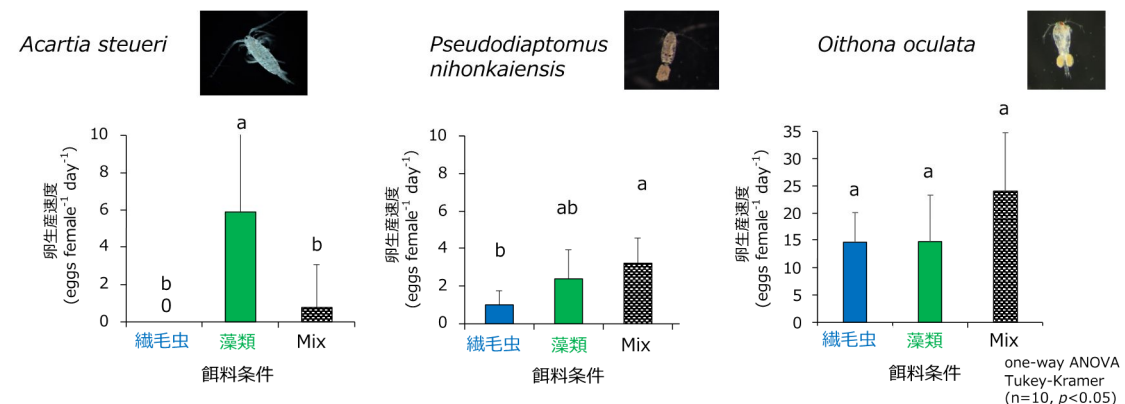 Acartia steueri
卵生産速度
(eggs female-1 day-1)
10
8
6
4
2
0
b
0
a
b
繊毛虫
藻類
Mix
餌料条件
Pseudodiaptomus
nihonkaiensis
卵生産速度
(eggs female-1 day-1)
10
8
6
4
2
0
b
ab
a
繊毛虫
藻類
Mix
餌料条件
Oithona oculata
卵生産速度
(eggs female-1 day-1)
35
30
25
20
15
10
5
0
a
a
a
繊毛虫
藻類
Mix
餌料条件
one-way ANOVA
Tukey-Kramer
(n=10, p<0.05)